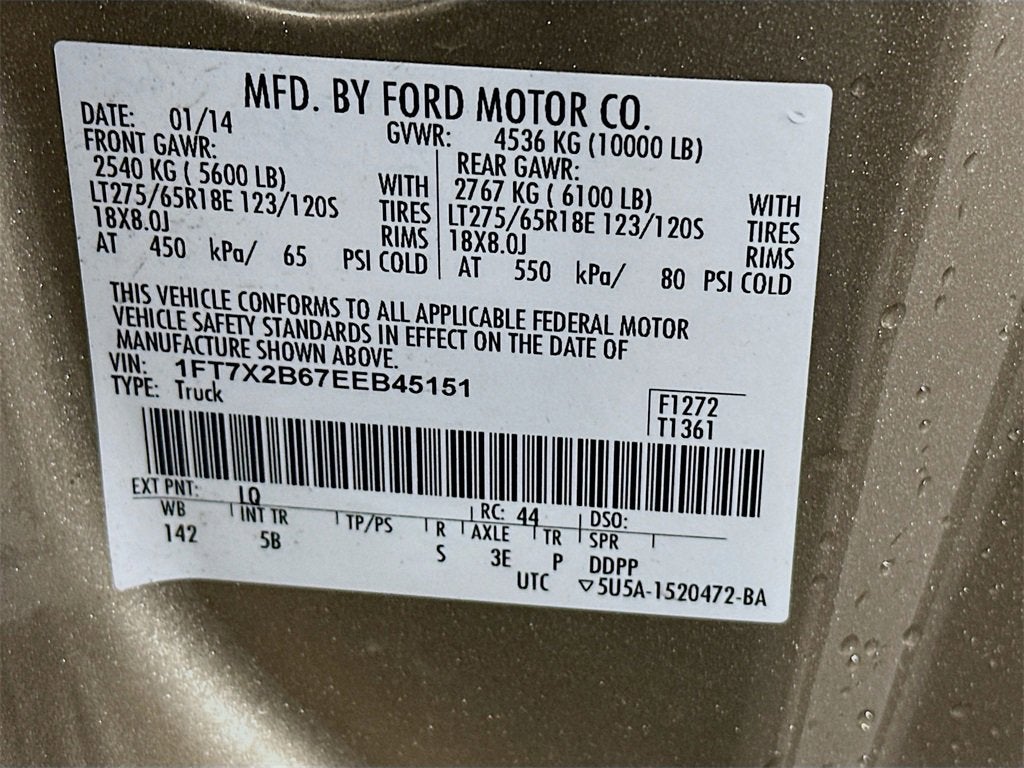 MFD. BY FORD MOTOR CO.
DATE: 01/14 GVWR: 4536 KG (10000 LB)
FRONT GAWR: REAR GAWR:
2540 KG ( 5600 LB) WITH 2767 KG ( 6100 LB) WITH
LT275/65R18E 123/120S TIRES LT275/65R18E 123/120S TIRES
18X8.0J RIMS 18X8.0J RIMS
AT 450 kPa/ 65 PSI COLD AT 550 kPa/ 80 PSI COLD
THIS VEHICLE CONFORMS TO ALL APPLICABLE FEDERAL MOTOR
VEHICLE SAFETY STANDARDS IN EFFECT ON THE DATE OF
MANUFACTURE SHOWN ABOVE.
VIN: 1FT7X2B67EEB45151
TYPE: Truck
F1272
T1361
EXT PNT: LQ RC: 44 DSO:
WB INT TR TP/PS R AXLE TR SPR
142 5B S 3E P DDPP
UTC ▽5U5A-1520472-BA